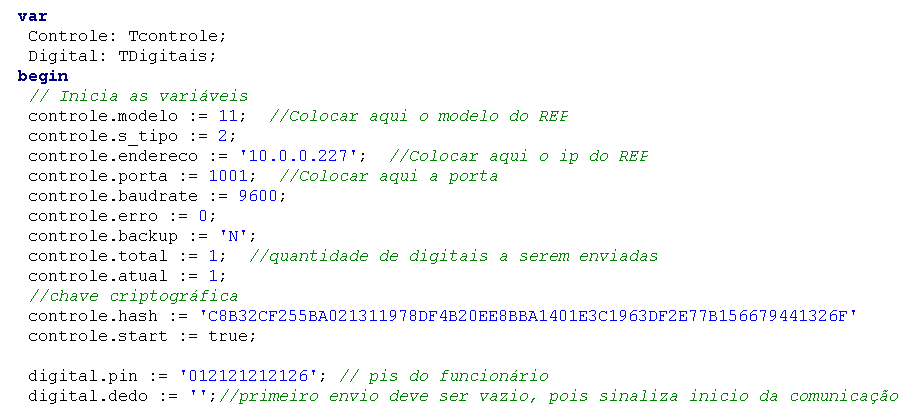 var
Controle: Tcontrole;
Digital: TDigitais;
begin
// Inicia as variáveis
controle.modelo := 11; //Colocar aqui o modelo do REP
controle.s_tipo := 2;
controle.endereco := '10.0.0.227'; //Colocar aqui o ip do REP
controle.porta := 1001; //Colocar aqui a porta
controle.baudrate := 9600;
controle.erro := 0;
controle.backup := 'N';
controle.total := 1; //quantidade de digitais a serem enviadas
controle.atual := 1;
//chave criptográfica
controle.hash := 'C8B32CF255BA021311978DF4B20EE8BBA1401E3C1963DF2E77B156679441326F'
controle.start := true;
digital.pin := '012121212126'; // pis do funcionário
digital.dedo := '';//primeiro envio deve ser vazio, pois sinaliza inicio da comunicação